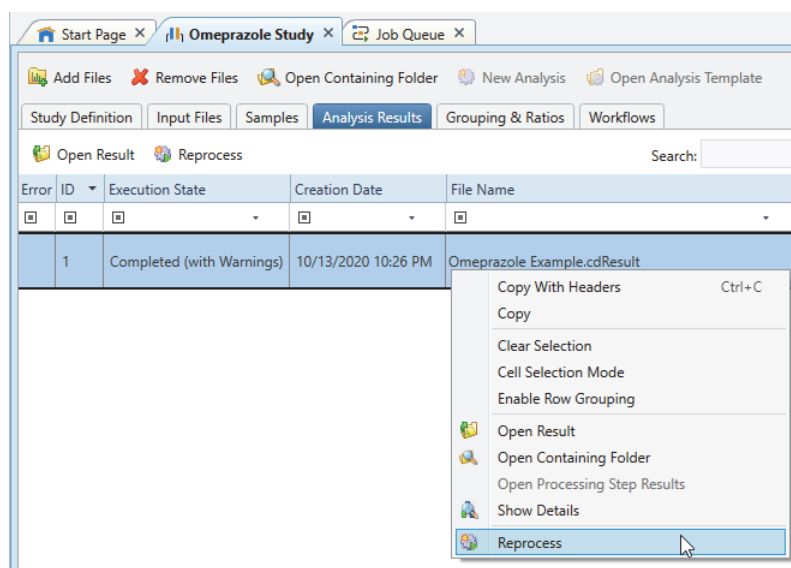 Start Page × Omeprazole Study × Job Queue ×
Add Files Remove Files Open Containing Folder New Analysis Open Analysis Template
Study Definition Input Files Samples Analysis Results Grouping & Ratios Workflows
Open Result Reprocess Search:
Error ID Execution State Creation Date File Name
1 Completed (with Warnings) 10/13/2020 10:26 PM Omeprazole Example.cdResult
Copy With Headers Ctrl+C
Copy
Clear Selection
Cell Selection Mode
Enable Row Grouping
Open Result
Open Containing Folder
Open Processing Step Results
Show Details
Reprocess